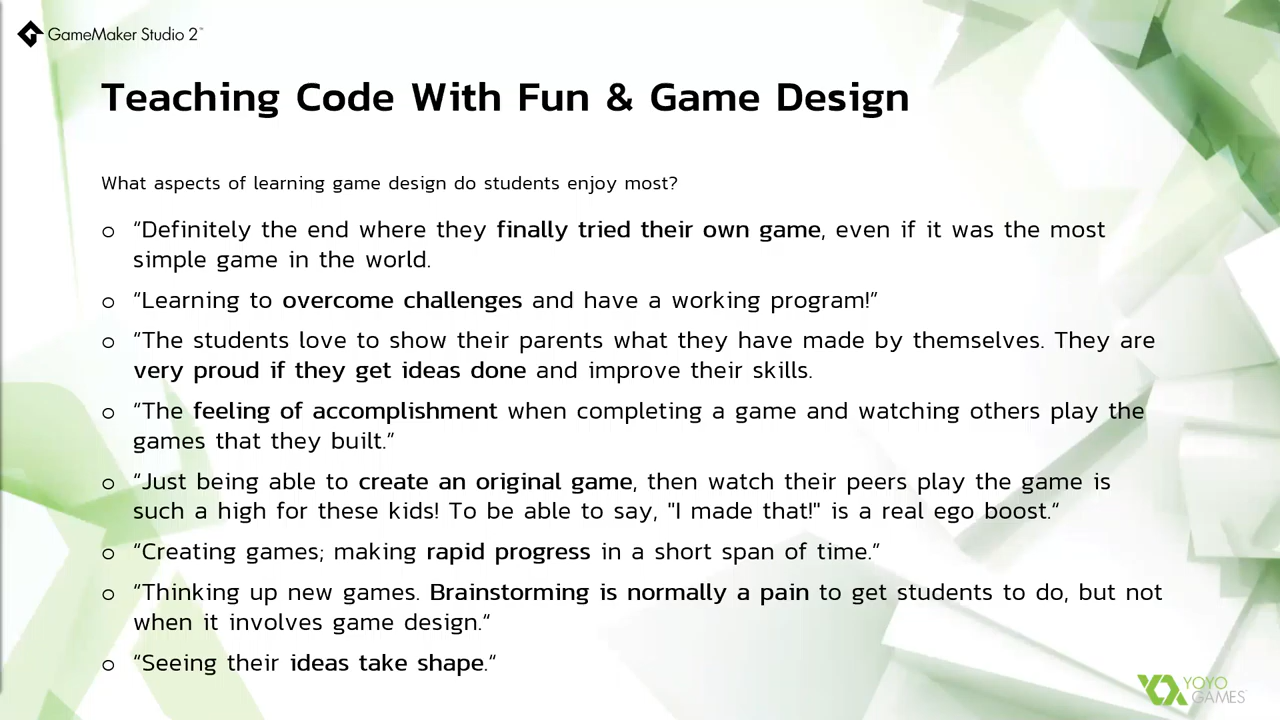 GameMaker Studio 2™
Teaching Code With Fun & Game Design
What aspects of learning game design do students enjoy most?
o “Definitely the end where they finally tried their own game, even if it was the most
simple game in the world.
o “Learning to overcome challenges and have a working program!”
o “The students love to show their parents what they have made by themselves. They are
very proud if they get ideas done and improve their skills.
o “The feeling of accomplishment when completing a game and watching others play the
games that they built.”
o “Just being able to create an original game, then watch their peers play the game is
such a high for these kids! To be able to say, "I made that!" is a real ego boost.“
o “Creating games; making rapid progress in a short span of time.”
o “Thinking up new games. Brainstorming is normally a pain to get students to do, but not
when it involves game design.”
o “Seeing their ideas take shape.“
YOYO
GAMES™